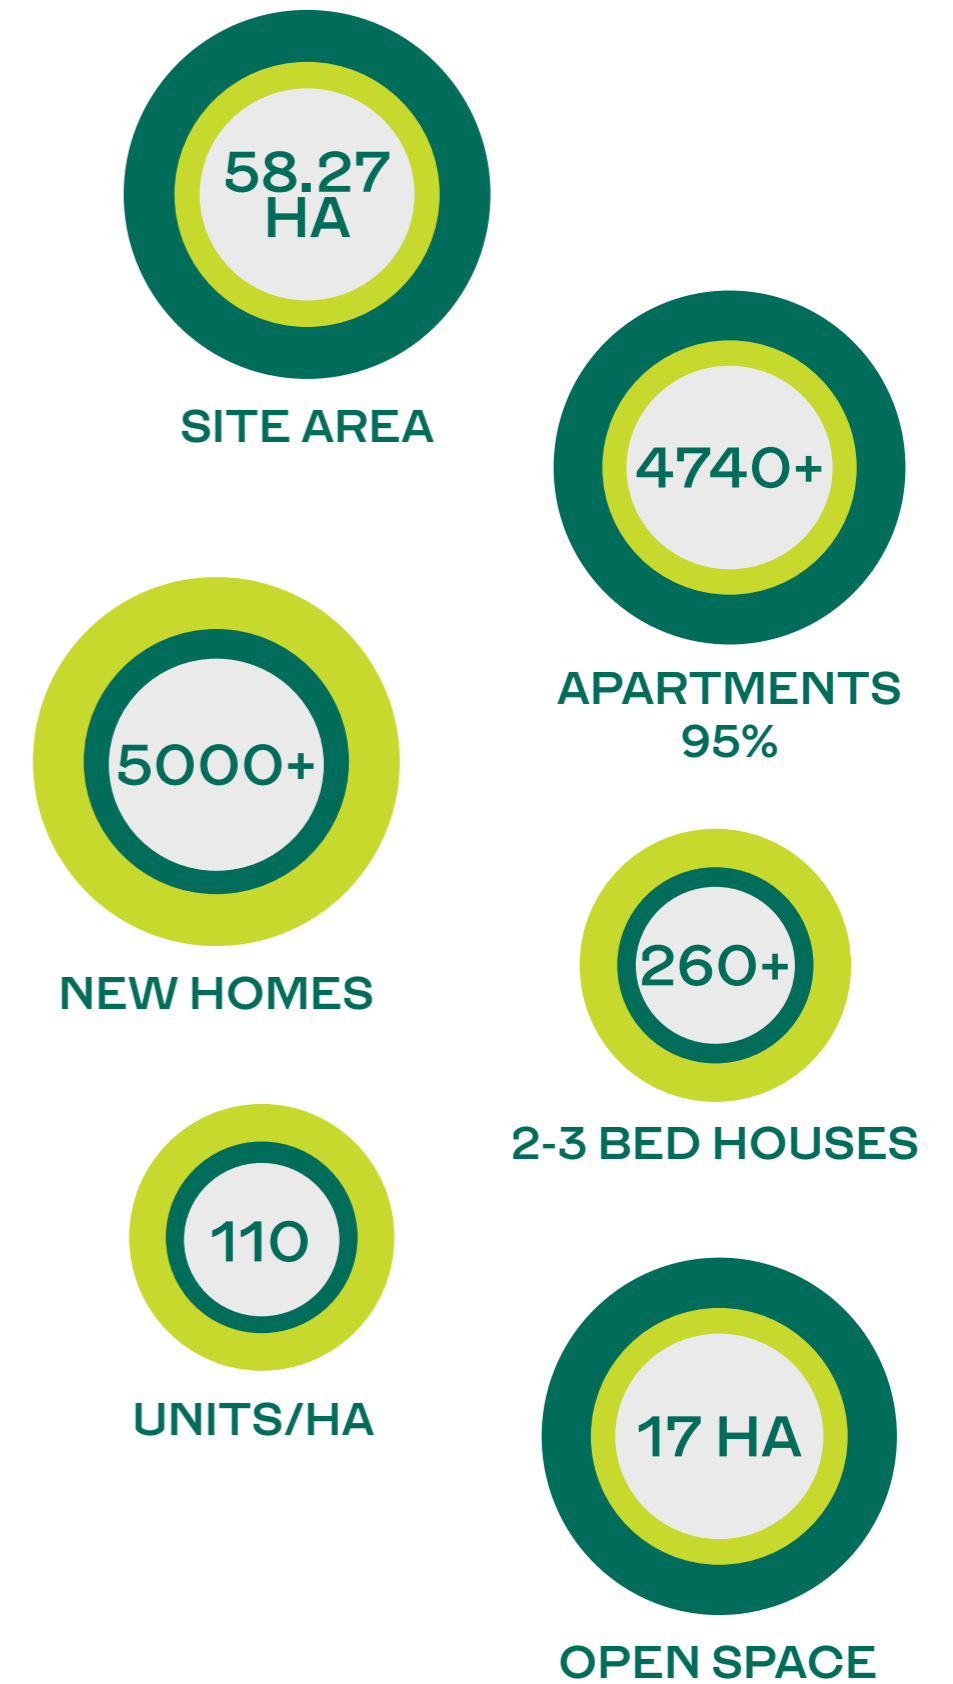 58.27
HA
SITE AREA
4740+
APARTMENTS
95%
5000+
NEW HOMES
260+
2-3 BED HOUSES
110
UNITS/HA
17 HA
OPEN SPACE